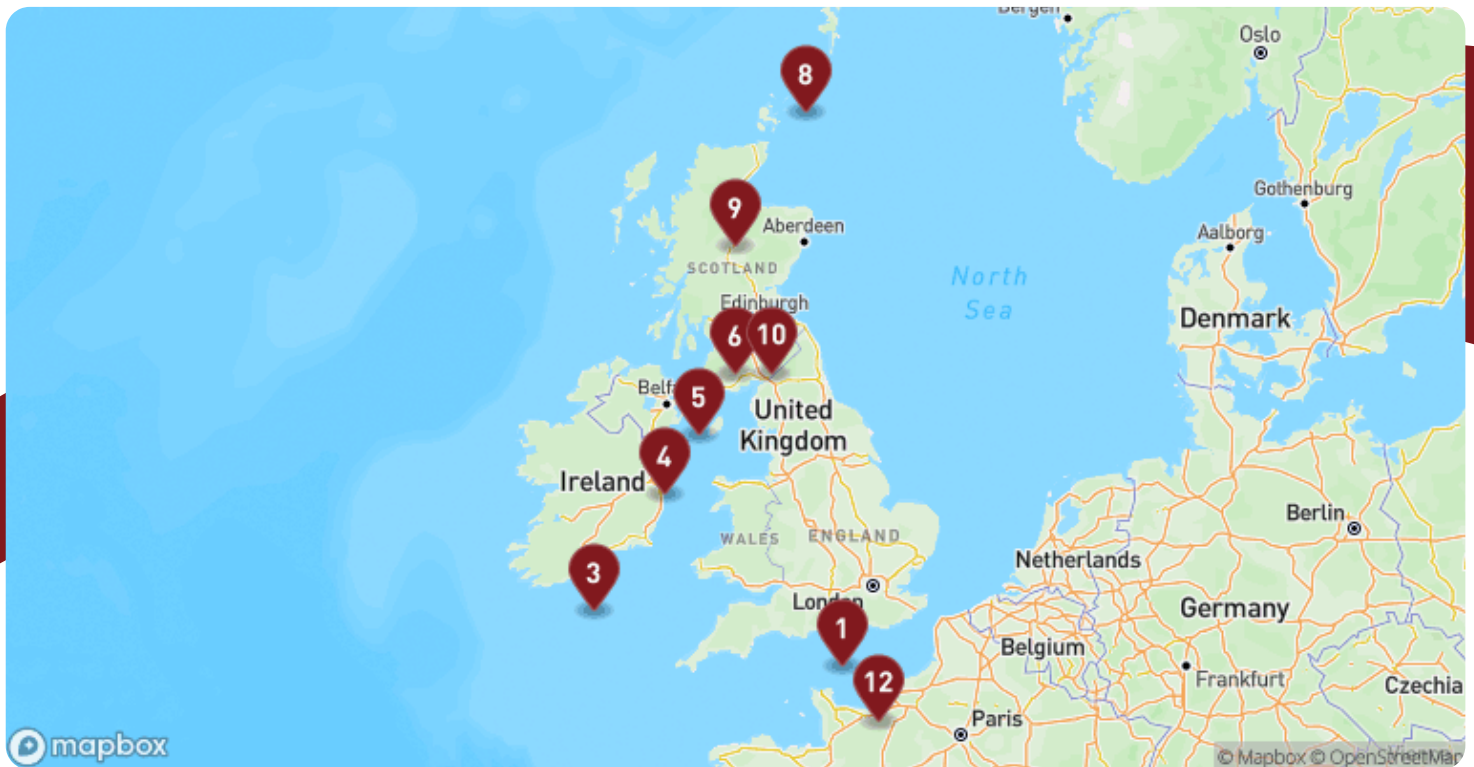 Bergen
Oslo
8
Gothenburg
9
Aberdeen
Aalborg
SCOTLAND
North
Sea
Edinburgh
Denmark
6
10
Belf
5
United
Kingdom
4
Ireland
Berlin
WALES
ENGLAND
Netherlands
3
London
Germany
1
Belgium
Frankfurt
12
Czechia
Paris
mapbox
© Mapbox © OpenStreetMap